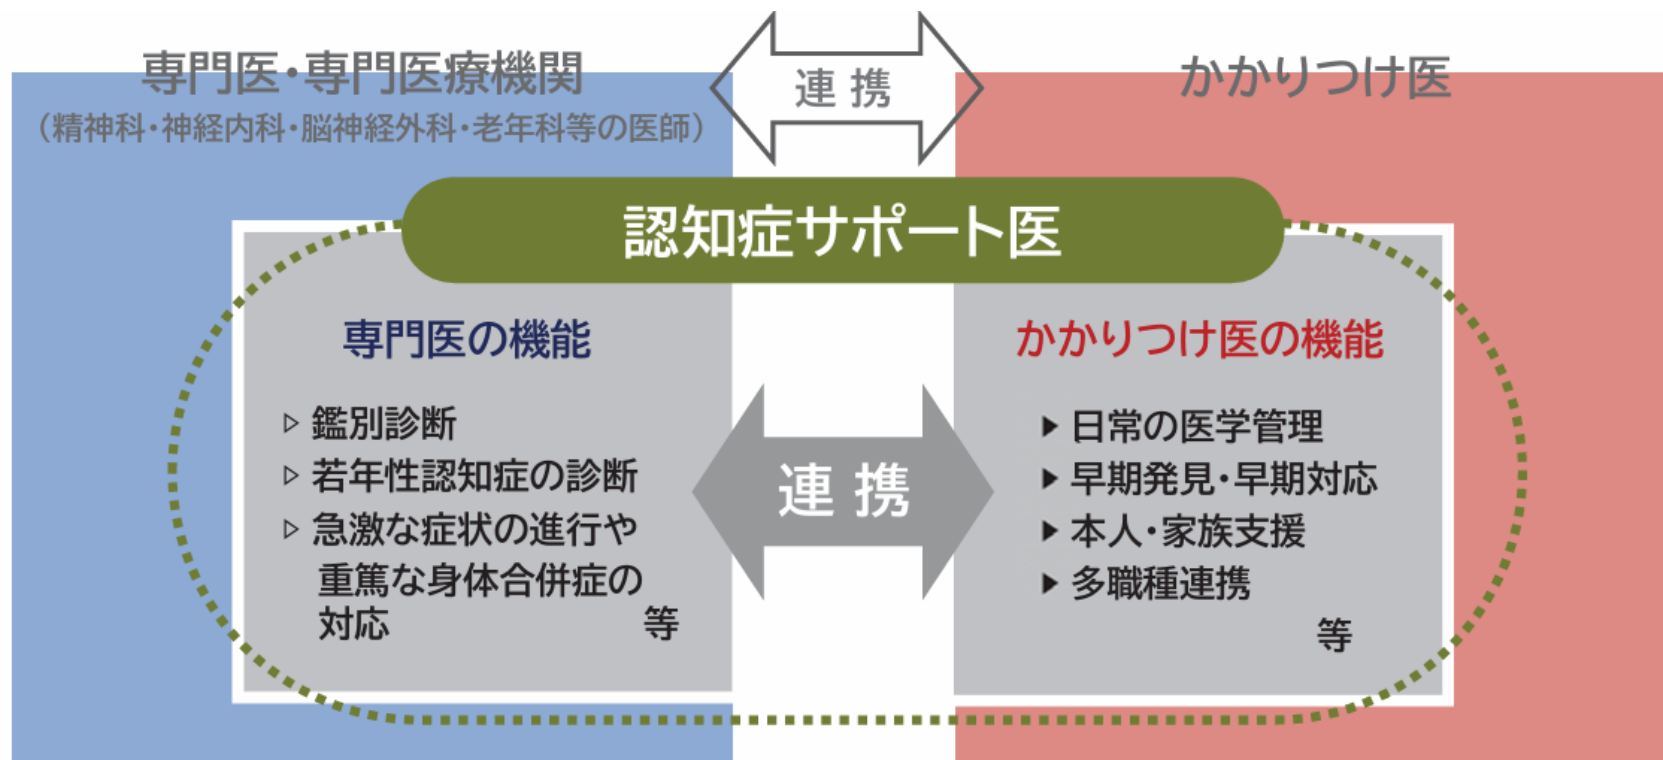 専門医・専門医療機関
（精神科・神経内科・脳神経外科・老年科等の医師）
連 携
かかりつけ医
認知症サポート医
専門医の機能
▷ 鑑別診断
▷ 若年性認知症の診断
▷ 急激な症状の進行や
重篤な身体合併症の
対応 等
連 携
かかりつけ医の機能
▶ 日常の医学管理
▶ 早期発見・早期対応
▶ 本人・家族支援
▶ 多職種連携
等